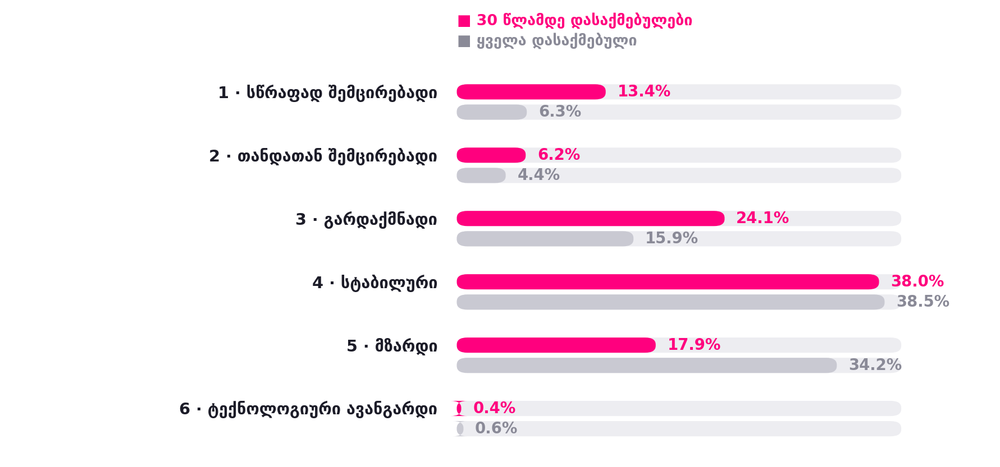 30 წლამდე დასაქმებულები
ყველა დასაქმებული
1 · სწრაფად შემცირებადი
13.4%
6.3%
2 · თანდათან შემცირებადი
6.2%
4.4%
3 · გარდაქმნადი
24.1%
15.9%
4 · სტაბილური
38.0%
38.5%
5 · მზარდი
17.9%
34.2%
6 · ტექნოლოგიური ავანგარდი
0.4%
0.6%